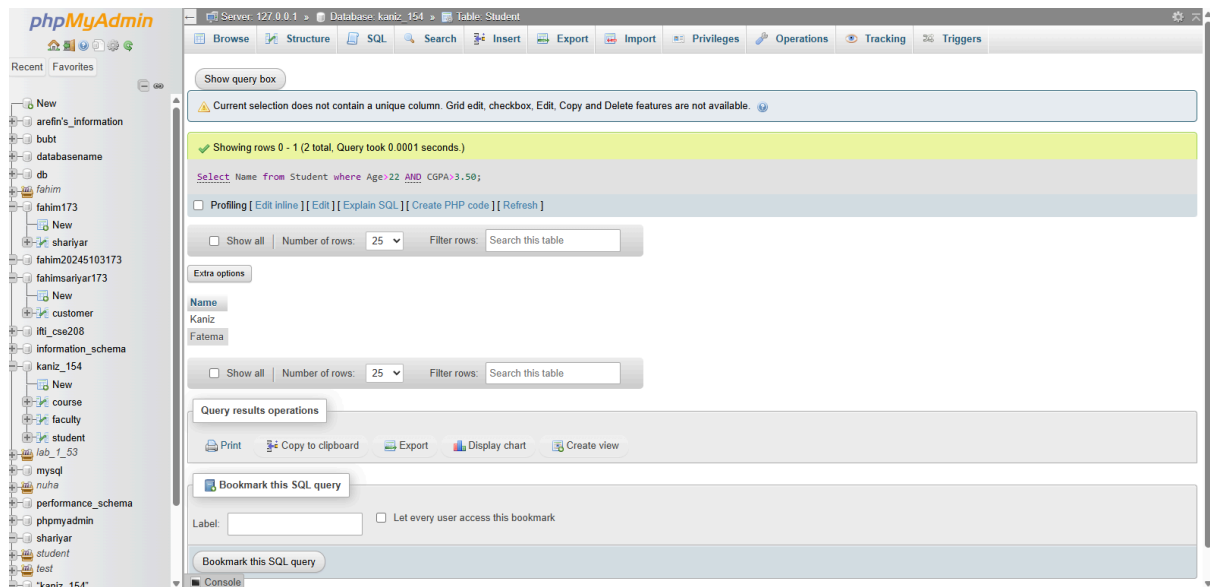 phpMyAdmin
Recent Favorites
New
arefin's_information
bubt
databasename
db
fahim
fahim173
New
shariyar
fahim20245103173
fahimsariyar173
New
customer
ifti_cse208
information_schema
kaniz_154
New
course
faculty
student
lab_1_53
mysql
nuha
performance_schema
phpmyadmin
shariyar
student
test
"kaniz_154"
Server: 127.0.0.1 » Database: kaniz_154 » Table: Student
Browse Structure SQL Search Insert Export Import Privileges Operations Tracking Triggers
Show query box
Current selection does not contain a unique column. Grid edit, checkbox, Edit, Copy and Delete features are not available.
Showing rows 0 - 1 (2 total, Query took 0.0001 seconds.)
Select Name from Student where Age>22 AND CGPA>3.50;
Profiling [ Edit inline ] [ Edit ] [ Explain SQL ] [ Create PHP code ] [ Refresh ]
Show all | Number of rows: 25 Filter rows: Search this table
Extra options
Name
Kaniz
Fatema
Show all | Number of rows: 25 Filter rows: Search this table
Query results operations
Print Copy to clipboard Export Display chart Create view
Bookmark this SQL query
Label: Let every user access this bookmark
Bookmark this SQL query
Console